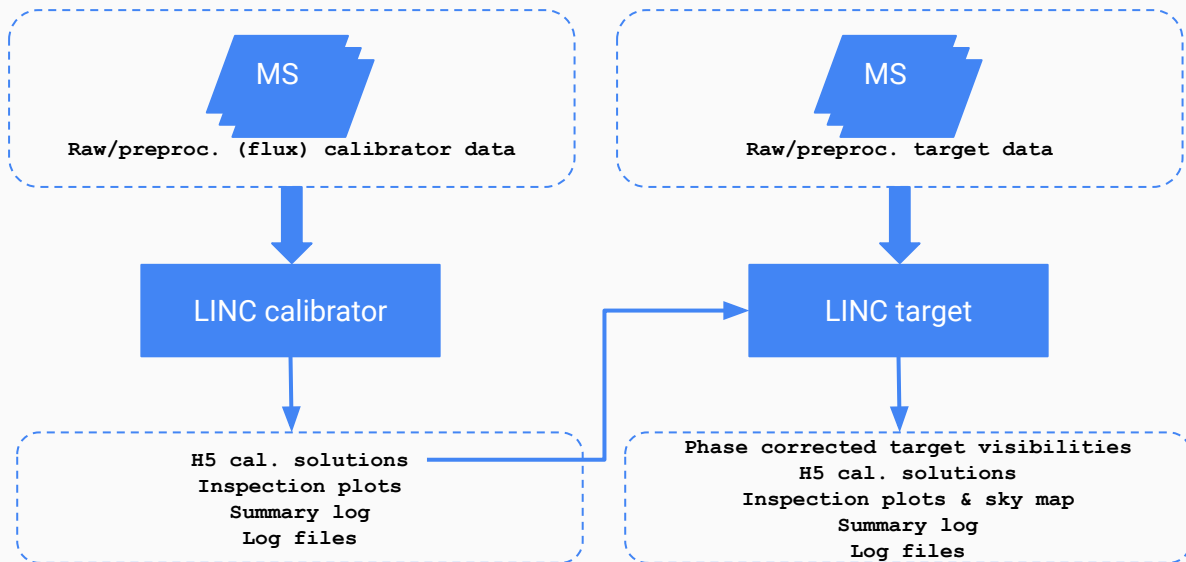 MS
Raw/preproc. (flux) calibrator data
MS
Raw/preproc. target data
LINC calibrator
LINC target
H5 cal. solutions
Inspection plots
Summary log
Log files
Phase corrected target visibilities
H5 cal. solutions
Inspection plots & sky map
Summary log
Log files